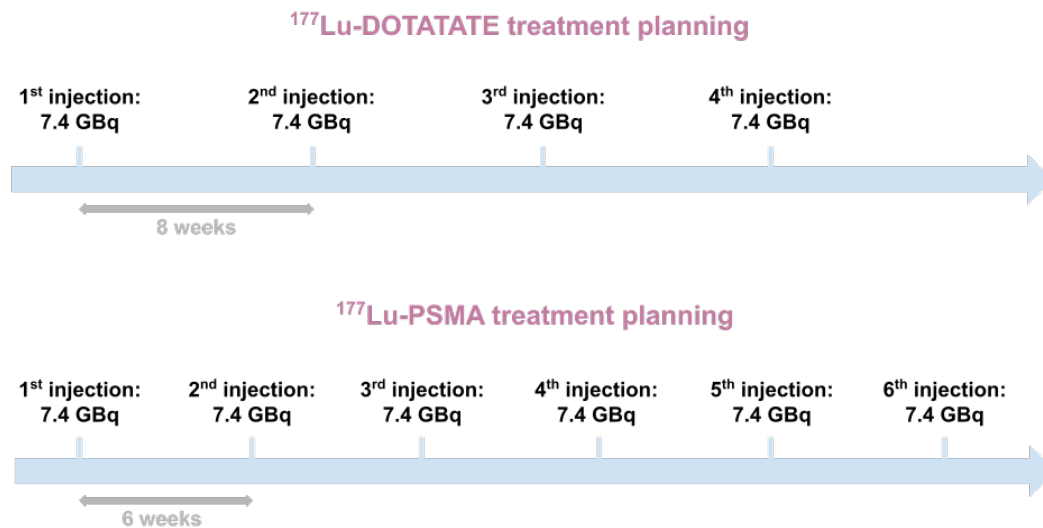 ¹⁷⁷Lu-DOTATATE treatment planning
1ˢᵗ injection: 2ⁿᵈ injection: 3ʳᵈ injection: 4ᵗʰ injection:
7.4 GBq 7.4 GBq 7.4 GBq 7.4 GBq
8 weeks
¹⁷⁷Lu-PSMA treatment planning
1ˢᵗ injection: 2ⁿᵈ injection: 3ʳᵈ injection: 4ᵗʰ injection: 5ᵗʰ injection: 6ᵗʰ injection:
7.4 GBq 7.4 GBq 7.4 GBq 7.4 GBq 7.4 GBq 7.4 GBq
6 weeks